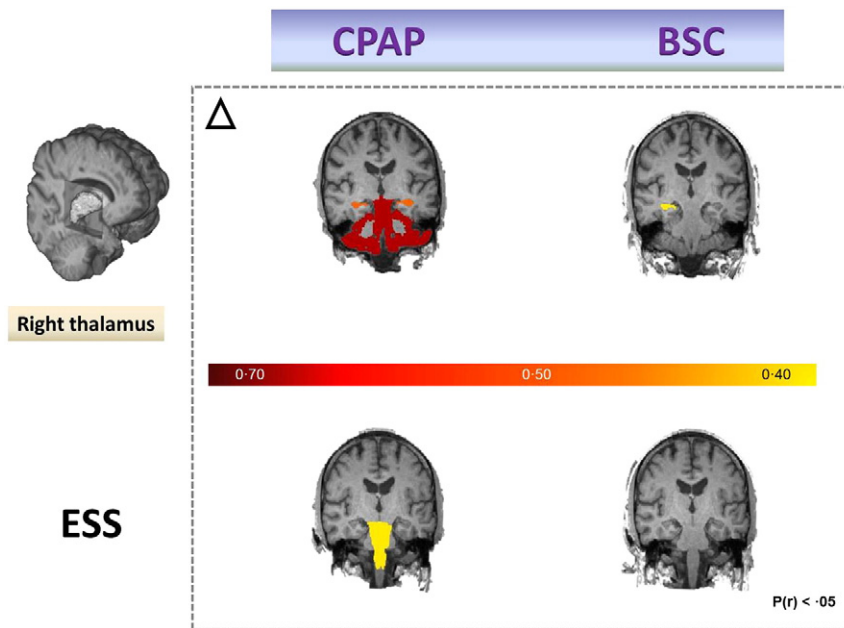 CPAP BSC
Δ
Right thalamus
0·70 0·50 0·40
ESS
P(r) < ·05